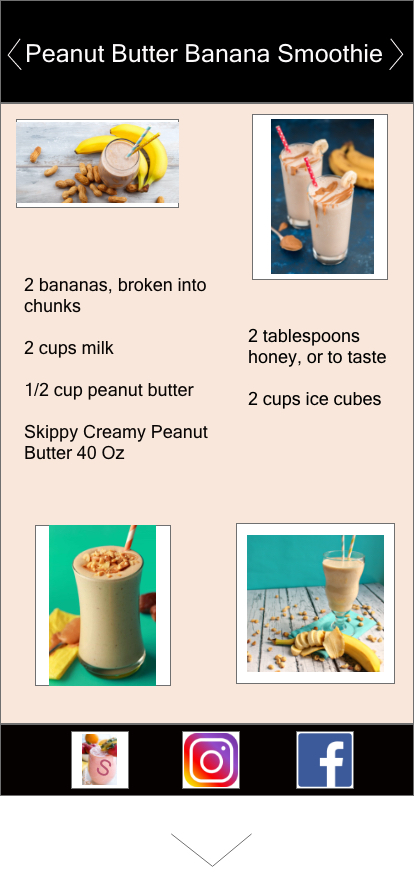 Peanut Butter Banana Smoothie
2 bananas, broken into
chunks
2 cups milk
1/2 cup peanut butter
Skippy Creamy Peanut
Butter 40 Oz
2 tablespoons
honey, or to taste
2 cups ice cubes
S
f